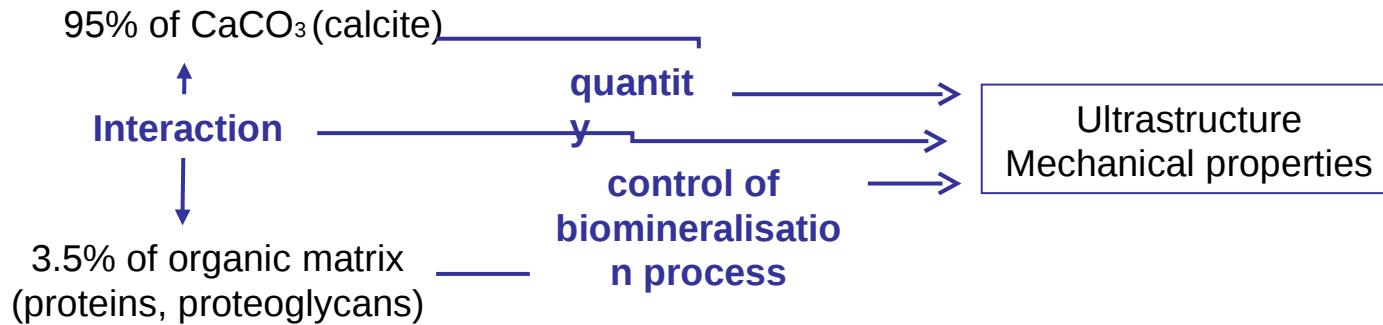 95% of CaCO₃ (calcite)
quantit
y
Interaction
Ultrastructure
Mechanical properties
control of
biomineralisatio
n process
3.5% of organic matrix
(proteins, proteoglycans)